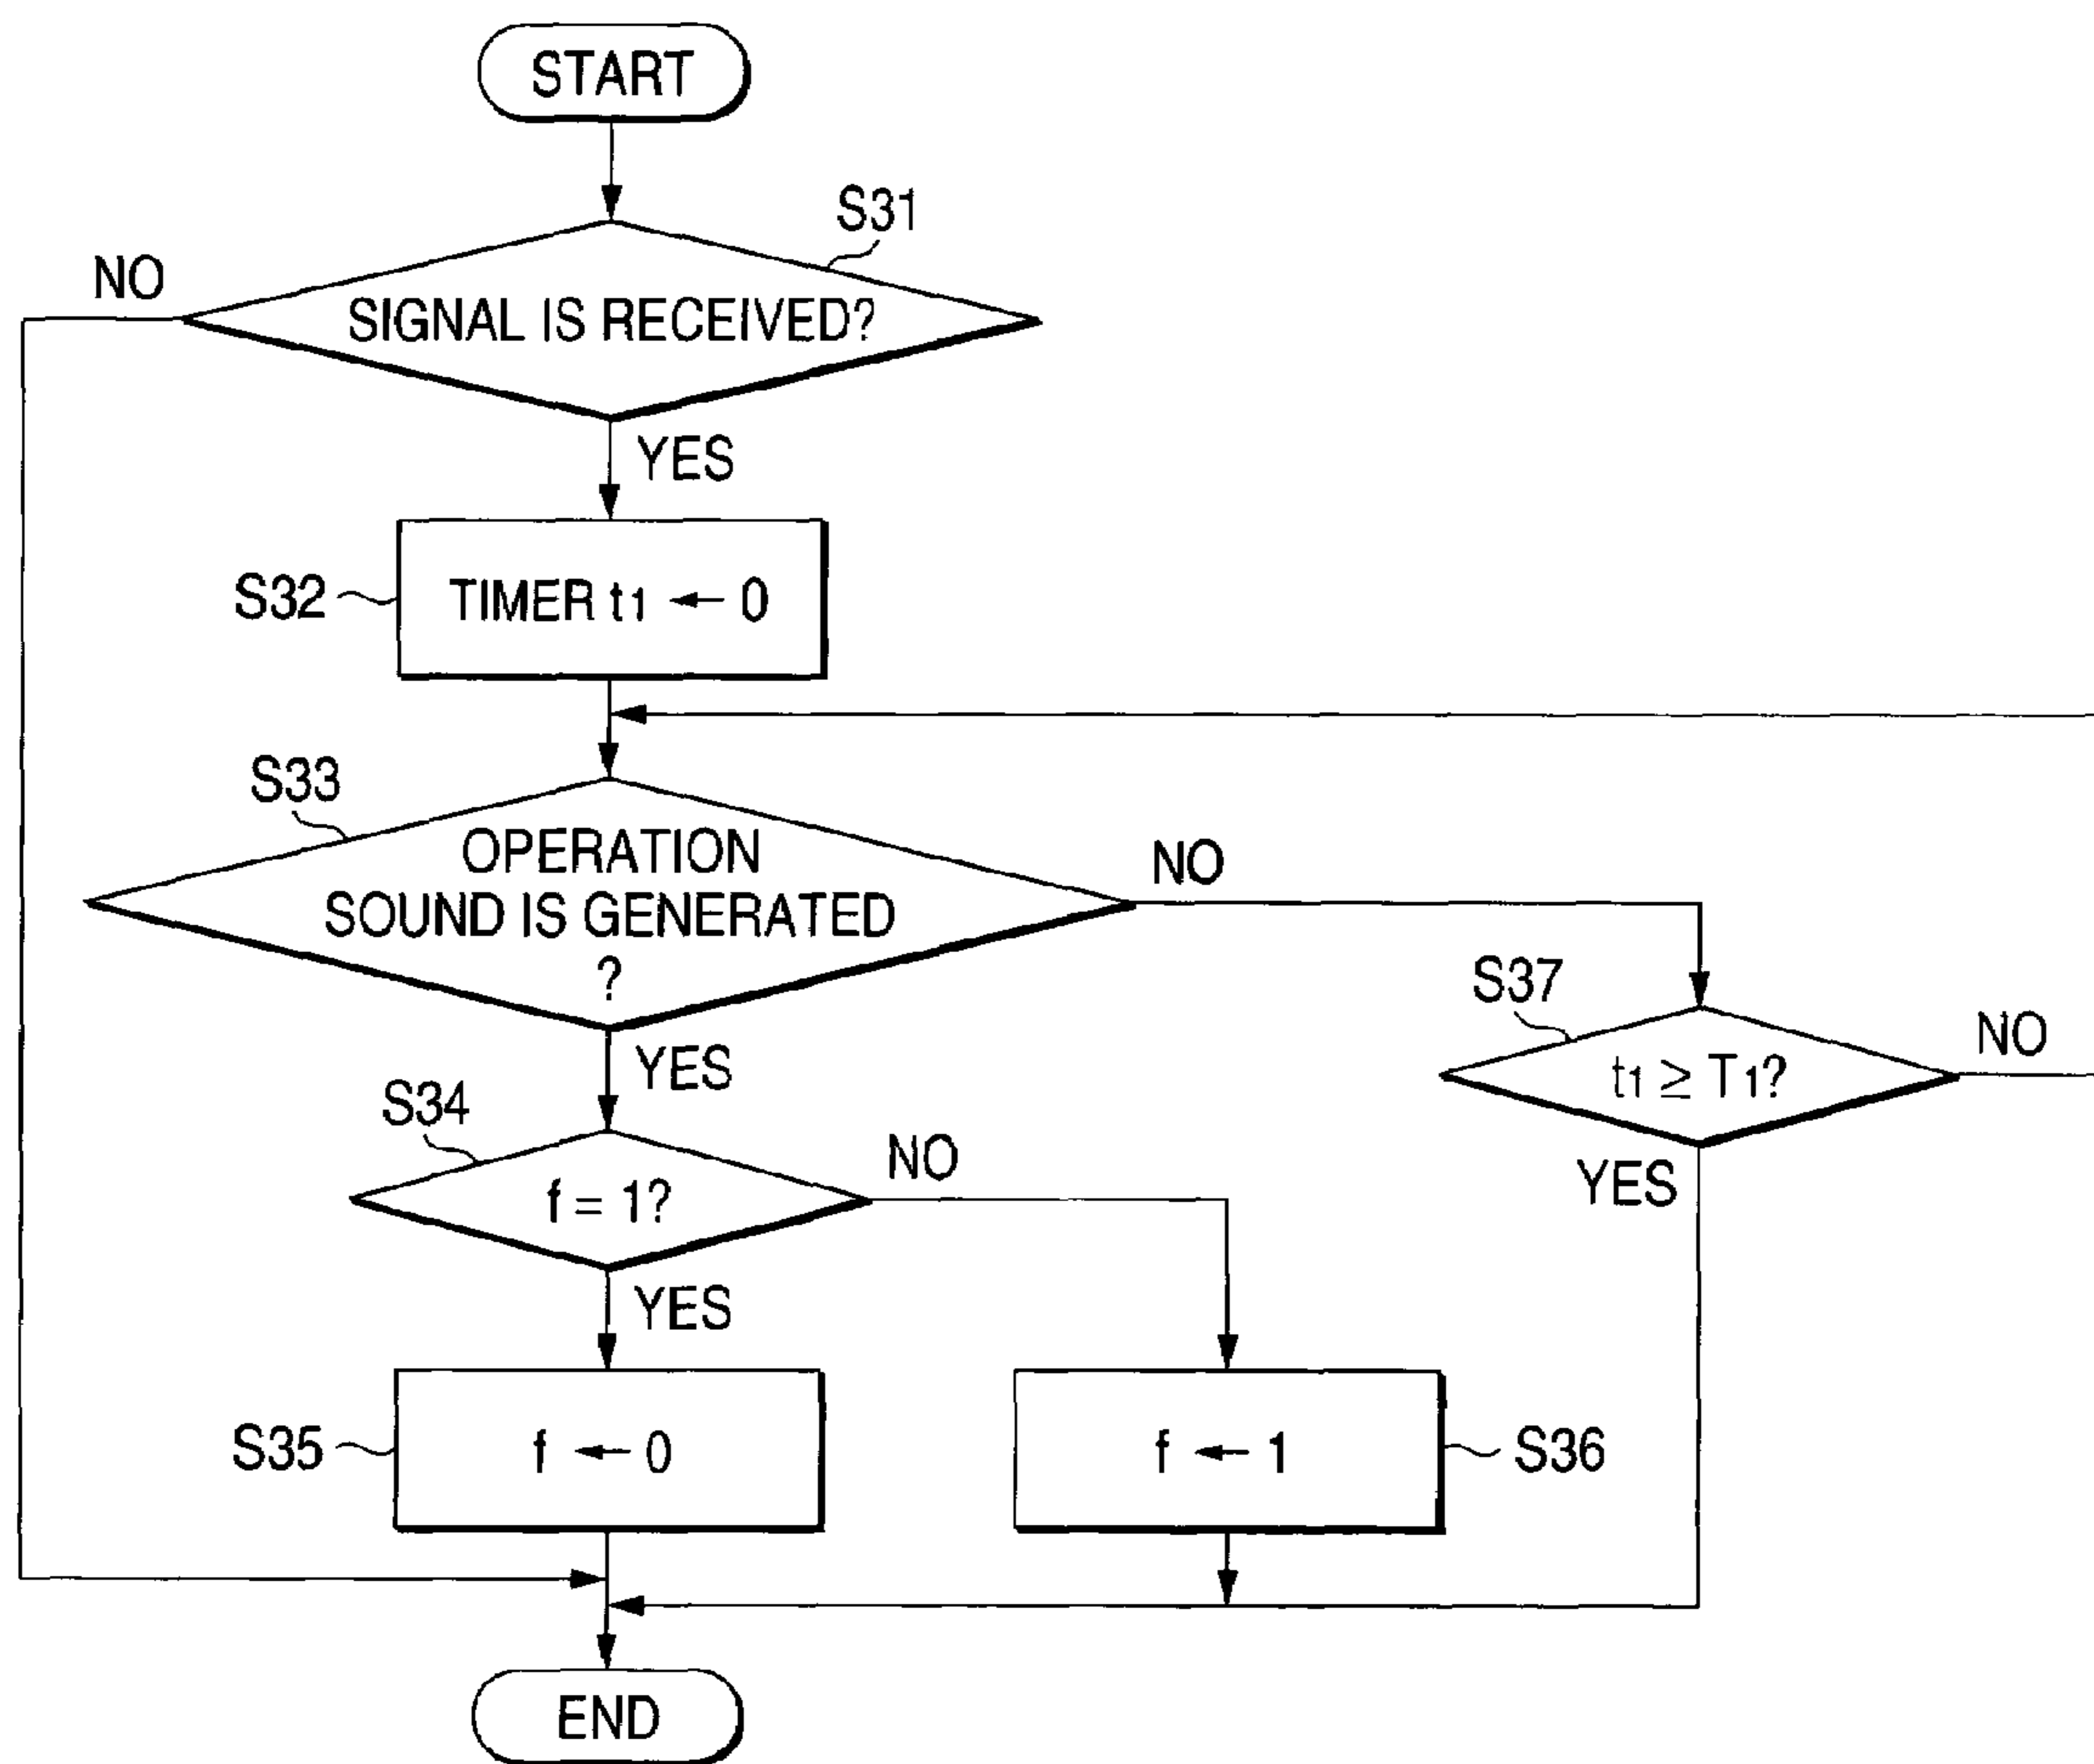 START
S31
NO
SIGNAL IS RECEIVED?
YES
S32
TIMER t1 ← 0
S33
OPERATION
SOUND IS GENERATED
?
NO
S37
t1 ≥ T1?
NO
YES
YES
S34
f = 1?
NO
YES
S35
f ← 0
f ← 1
S36
END